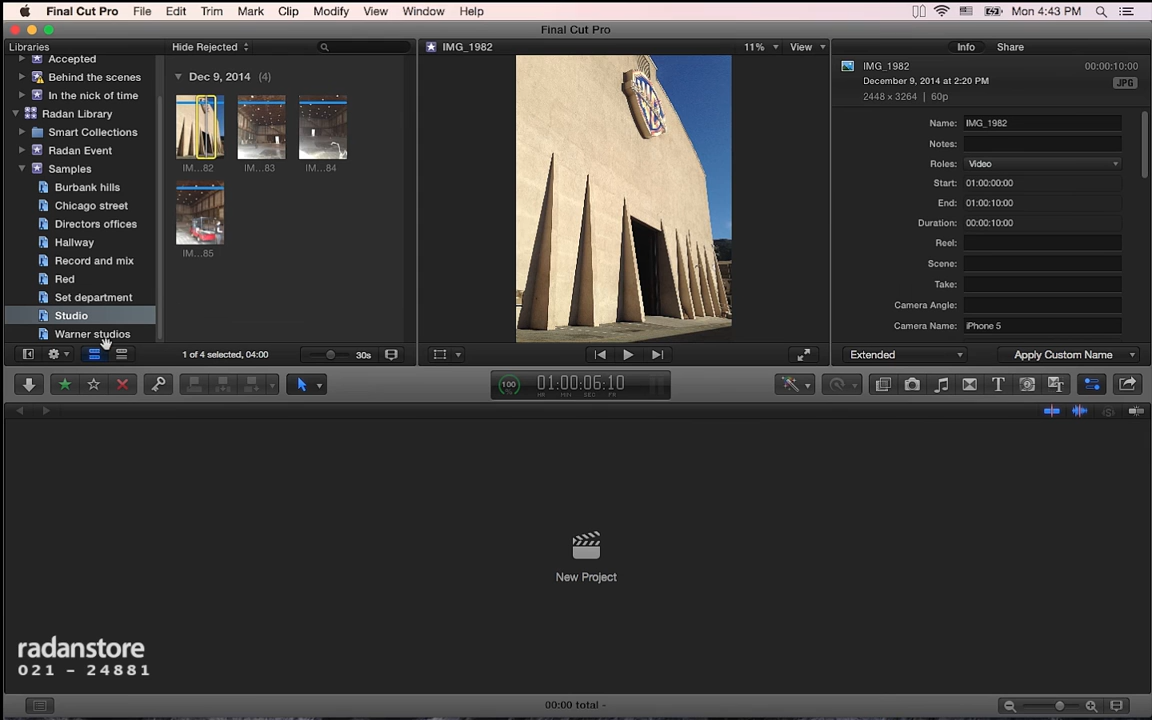 Final Cut Pro File Edit Trim Mark Clip Modify View Window Help Mon 4:43 PM
Final Cut Pro
Libraries
Accepted
Behind the scenes
In the nick of time
Radan Library
Smart Collections
Radan Event
Samples
Burbank hills
Chicago street
Directors offices
Hallway
Record and mix
Red
Set department
Studio
Warner studios
Hide Rejected
Dec 9, 2014 (4)
IM...82 IM...83 IM...84
IM...85
1 of 4 selected, 04:00 30s
IMG_1982 11% View
Info Share
IMG_1982 00:00:10:00
December 9, 2014 at 2:20 PM JPG
2448 x 3264 | 60p
Name: IMG_1982
Notes:
Roles: Video
Start: 01:00:00:00
End: 01:00:10:00
Duration: 00:00:10:00
Reel:
Scene:
Take:
Camera Angle:
Camera Name: iPhone 5
Extended Apply Custom Name
100 01:00:06:10
HR MIN SEC FR
New Project
radanstore
021 - 24881
00:00 total -